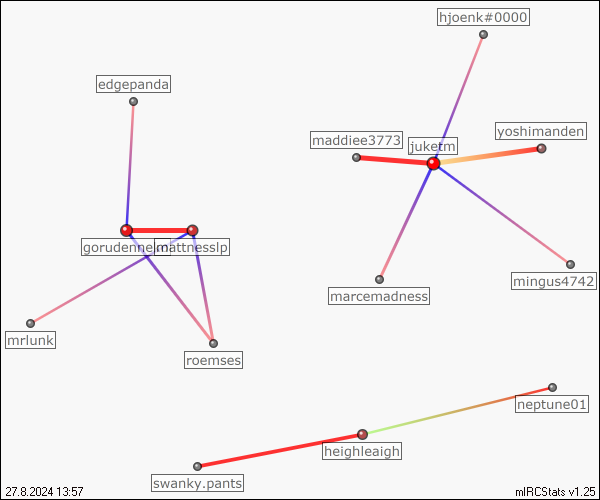 hjoenk#0000
edgepanda
yoshimanden
maddiee3773
juketm
mattnesslp
mingus4742
marcemadness
mrlunk
roemses
neptune01
heighleaigh
swanky.pants
27.8.2024 13:57
mIRCStats v1.25